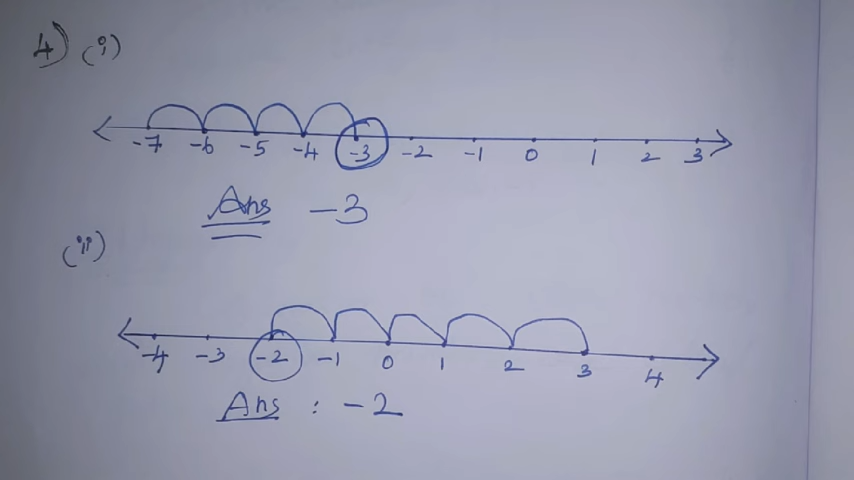 4) (i)
-7 -6 -5 -4 -3 -2 -1 0 1 2 3
Ans -3
(ii)
-4 -3 -2 -1 0 1 2 3 4
Ans : -2